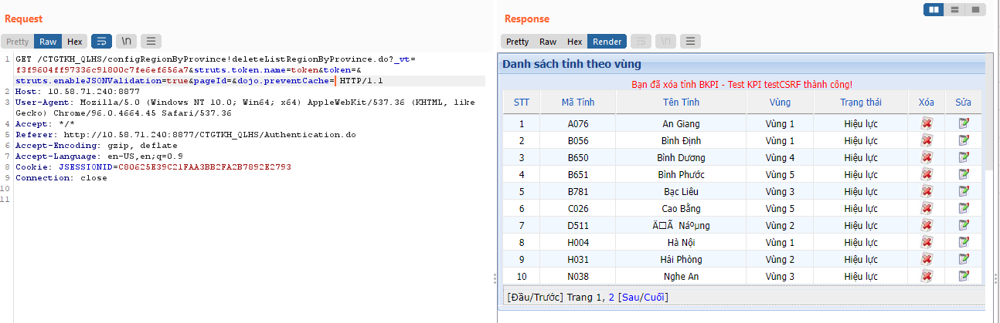 Request
Pretty Raw Hex \n
1 GET /CTGTKH_QLHS/configRegionByProvince!deleteListRegionByProvince.do?_vt=
f3f9604ff97336c91800c7fe6ef656a7&struts.token.name=token&token=&
struts.enableJSONValidation=true&pageId=&dojo.preventCache= HTTP/1.1
2 Host: 10.58.71.240:8877
3 User-Agent: Mozilla/5.0 (Windows NT 10.0; Win64; x64) AppleWebKit/537.36 (KHTML, like
Gecko) Chrome/96.0.4664.45 Safari/537.36
4 Accept: */*
5 Referer: http://10.58.71.240:8877/CTGTKH_QLHS/Authentication.do
6 Accept-Encoding: gzip, deflate
7 Accept-Language: en-US,en;q=0.9
8 Cookie: JSESSIONID=C80625E39C21FAA3BB2FA2B7892E2793
9 Connection: close
10
11
Response
Pretty Raw Hex Render \n
Danh sách tỉnh theo vùng
Bạn đã xóa tỉnh BKPI - Test KPI testCSRF thành công!
STT Mã Tỉnh Tên Tỉnh Vùng Trạng thái Xóa Sửa
1 A076 An Giang Vùng 1 Hiệu lực
2 B056 Bình Định Vùng 1 Hiệu lực
3 B650 Bình Dương Vùng 4 Hiệu lực
4 B651 Bình Phước Vùng 5 Hiệu lực
5 B781 Bạc Liêu Vùng 3 Hiệu lực
6 C026 Cao Bằng Vùng 5 Hiệu lực
7 D511 Ä□Ã Náºµng Vùng 2 Hiệu lực
8 H004 Hà Nội Vùng 1 Hiệu lực
9 H031 Hải Phòng Vùng 2 Hiệu lực
10 N038 Nghe An Vùng 3 Hiệu lực
[Đầu/Trước] Trang 1, 2 [Sau/Cuối]